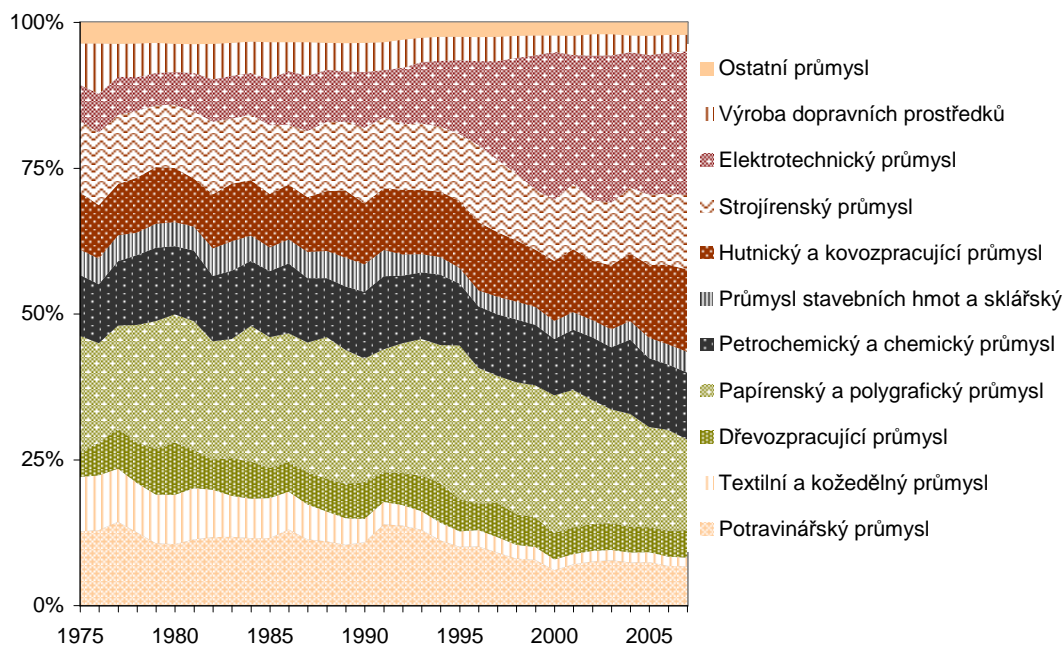 100%
75%
50%
25%
0%
1975 1980 1985 1990 1995 2000 2005
Ostatní průmysl
Výroba dopravních prostředků
Elektrotechnický průmysl
Strojírenský průmysl
Hutnický a kovozpracující průmysl
Průmysl stavebních hmot a sklářský
Petrochemický a chemický průmysl
Papírenský a polygrafický průmysl
Dřevozpracující průmysl
Textilní a kožedělný průmysl
Potravinářský průmysl